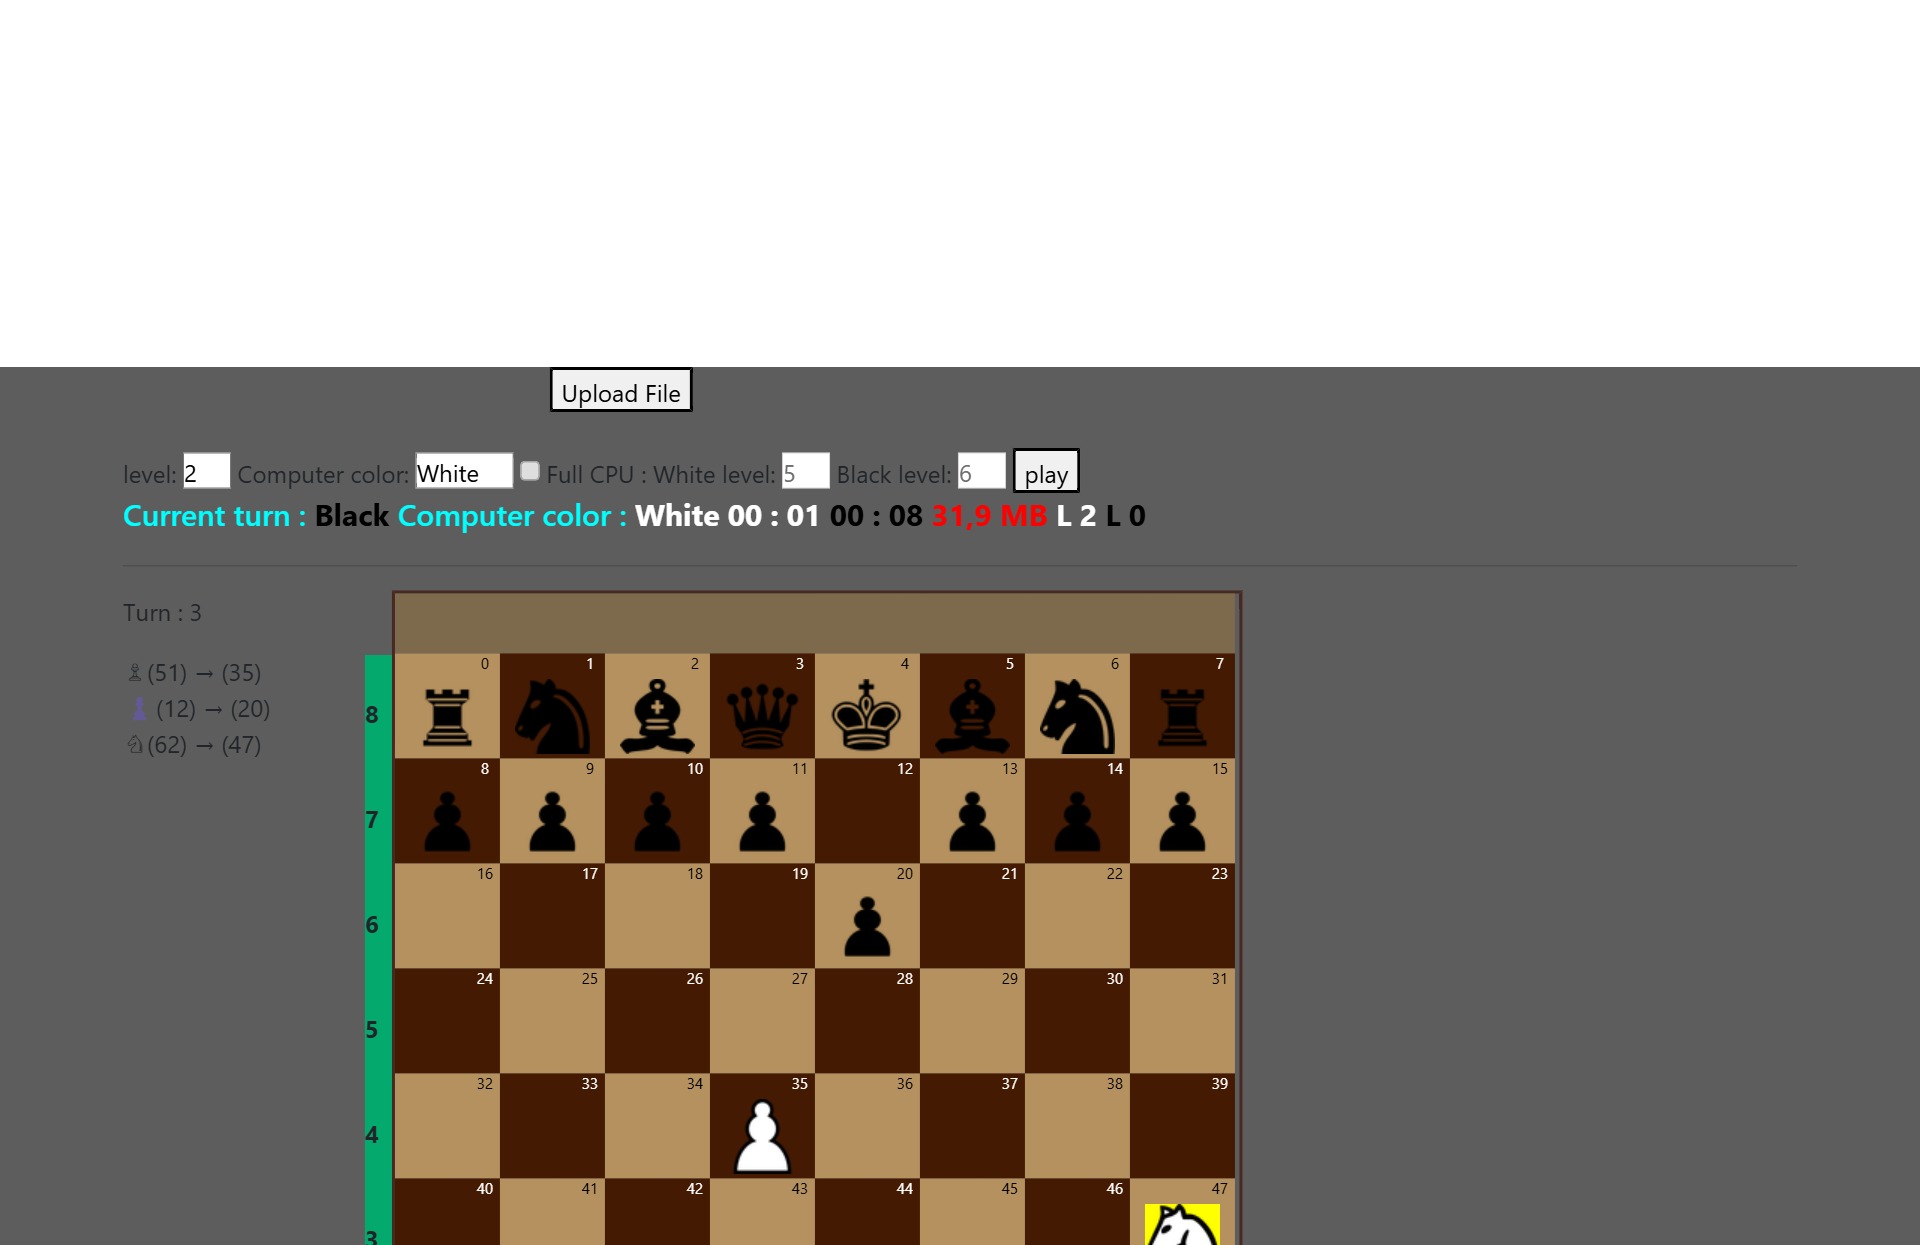 Upload File
level: 2 Computer color: White Full CPU : White level: 5 Black level: 6 play
Current turn : Black Computer color : White 00 : 01 00 : 08 31,9 MB L 2 L 0
Turn : 3
♗(51) → (35)
♟ (12) → (20)
♘(62) → (47)
0 1 2 3 4 5 6 7
8
8 9 10 11 12 13 14 15
7
16 17 18 19 20 21 22 23
6
24 25 26 27 28 29 30 31
5
32 33 34 35 36 37 38 39
4
40 41 42 43 44 45 46 47
3